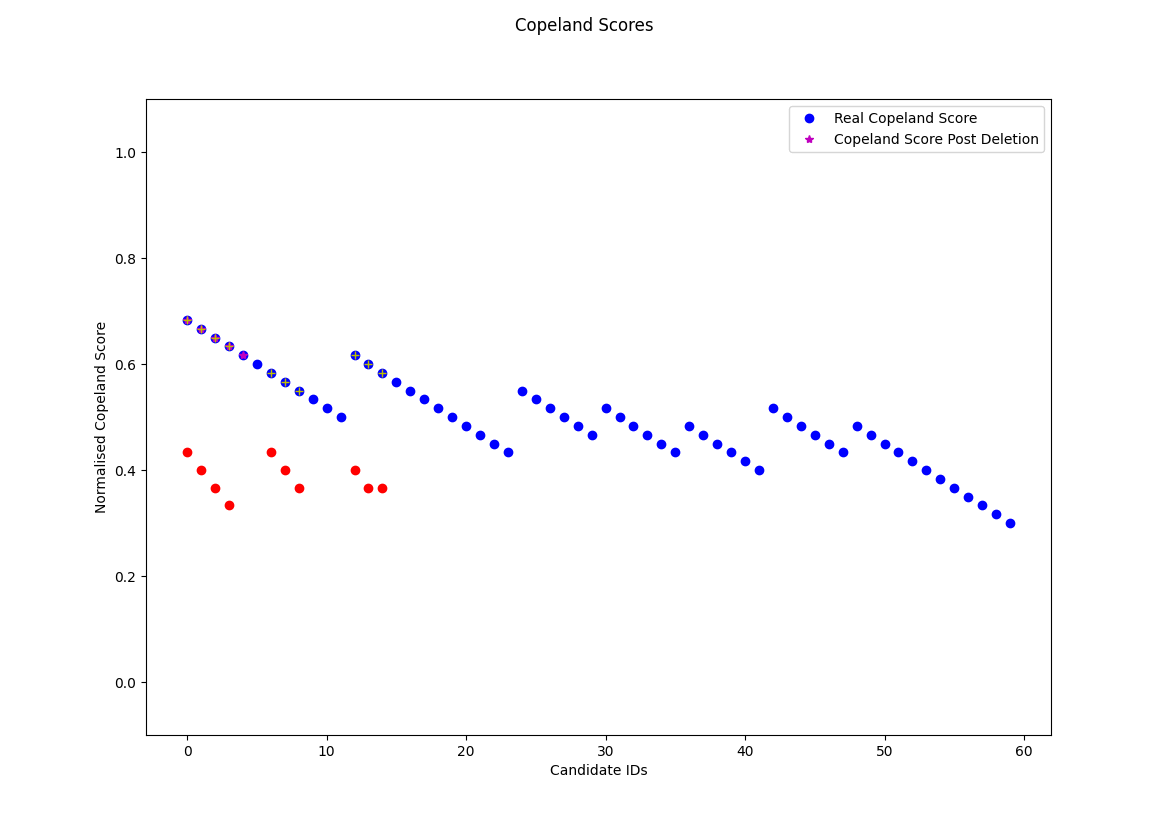 Copeland Scores
Real Copeland Score
Copeland Score Post Deletion
Normalised Copeland Score
1.0
0.8
0.6
0.4
0.2
0.0
0 10 20 30 40 50 60
Candidate IDs